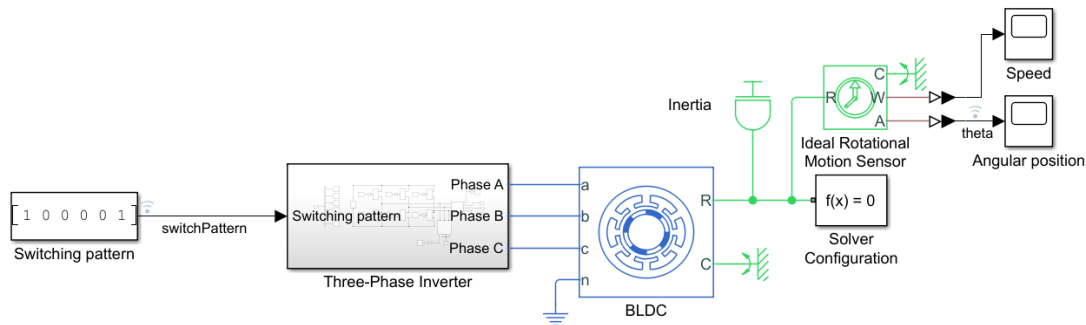 [1 0 0 0 0 1]
Switching pattern
switchPattern
Switching pattern
Phase A
Phase B
Phase C
Three-Phase Inverter
a
b
c
n
R
C
BLDC
Inertia
R
C
W
A
Ideal Rotational
Motion Sensor
f(x) = 0
Solver
Configuration
Speed
theta
Angular position